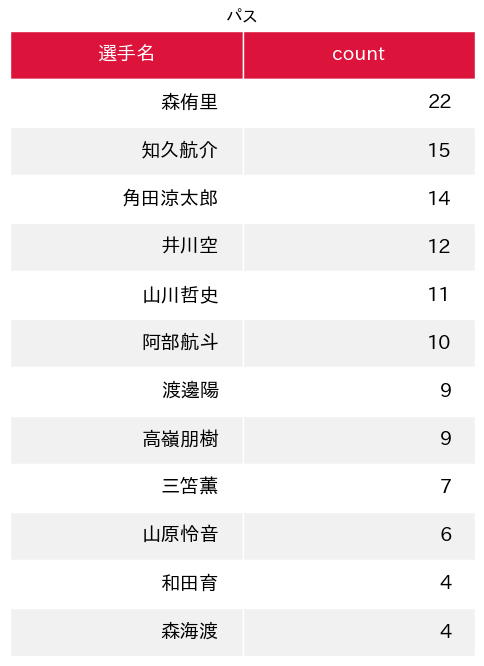 パス
選手名 count
森侑里 22
知久航介 15
角田涼太郎 14
井川空 12
山川哲史 11
阿部航斗 10
渡邊陽 9
高嶺朋樹 9
三笘薫 7
山原怜音 6
和田育 4
森海渡 4